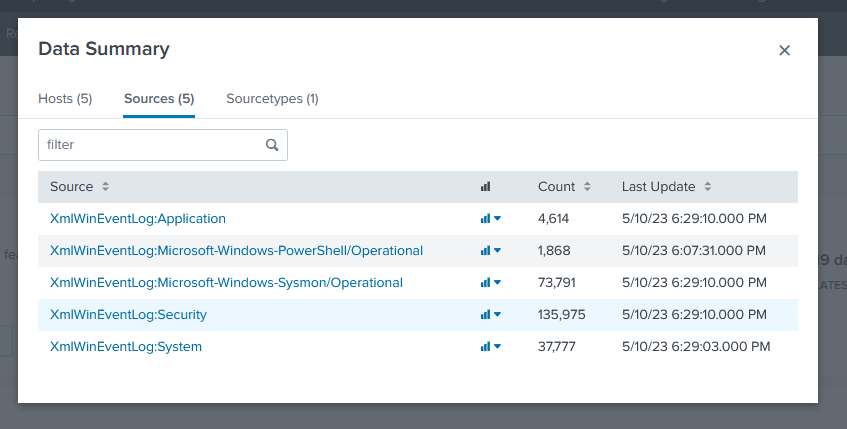 Data Summary
Hosts (5) Sources (5) Sourcetypes (1)
filter
Source Count Last Update
XmlWinEventLog:Application 4,614 5/10/23 6:29:10.000 PM
XmlWinEventLog:Microsoft-Windows-PowerShell/Operational 1,868 5/10/23 6:07:31.000 PM
XmlWinEventLog:Microsoft-Windows-Sysmon/Operational 73,791 5/10/23 6:29:10.000 PM
XmlWinEventLog:Security 135,975 5/10/23 6:29:10.000 PM
XmlWinEventLog:System 37,777 5/10/23 6:29:03.000 PM